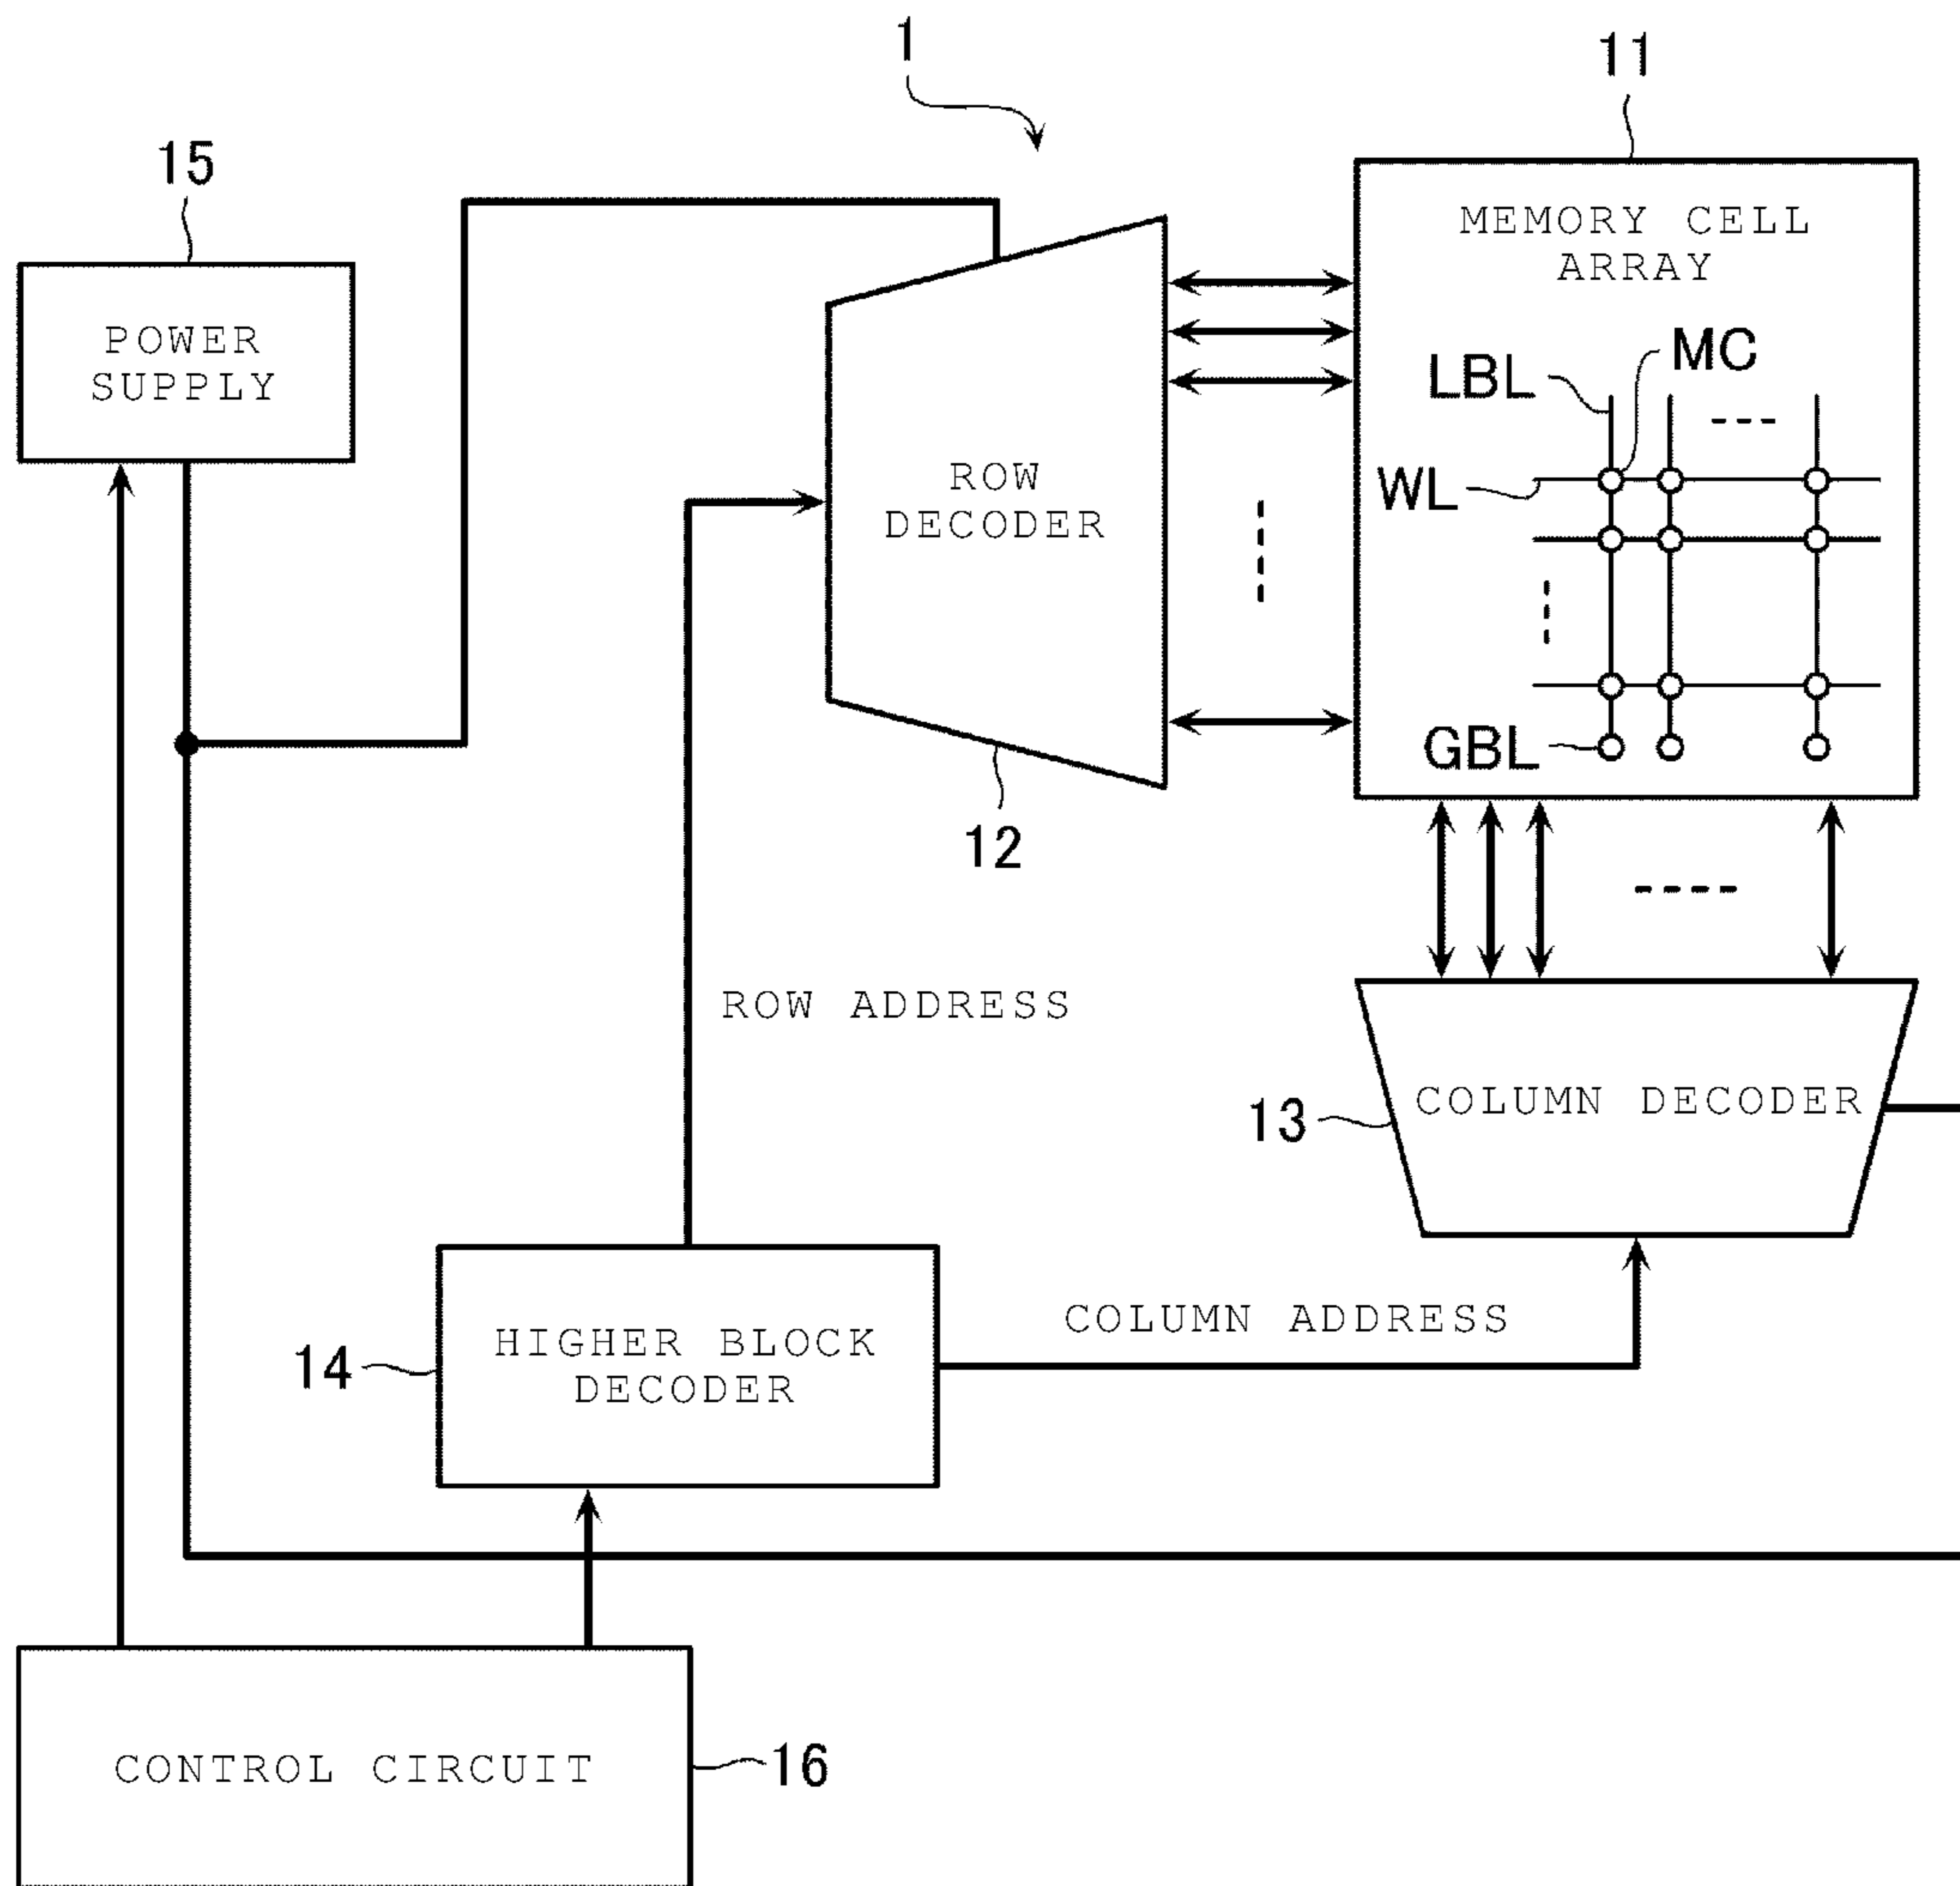 1
11
15
MEMORY CELL
ARRAY
POWER
SUPPLY
LBL
MC
WL
ROW
DECODER
GBL
12
ROW ADDRESS
13
COLUMN DECODER
14
HIGHER BLOCK
DECODER
COLUMN ADDRESS
CONTROL CIRCUIT
16